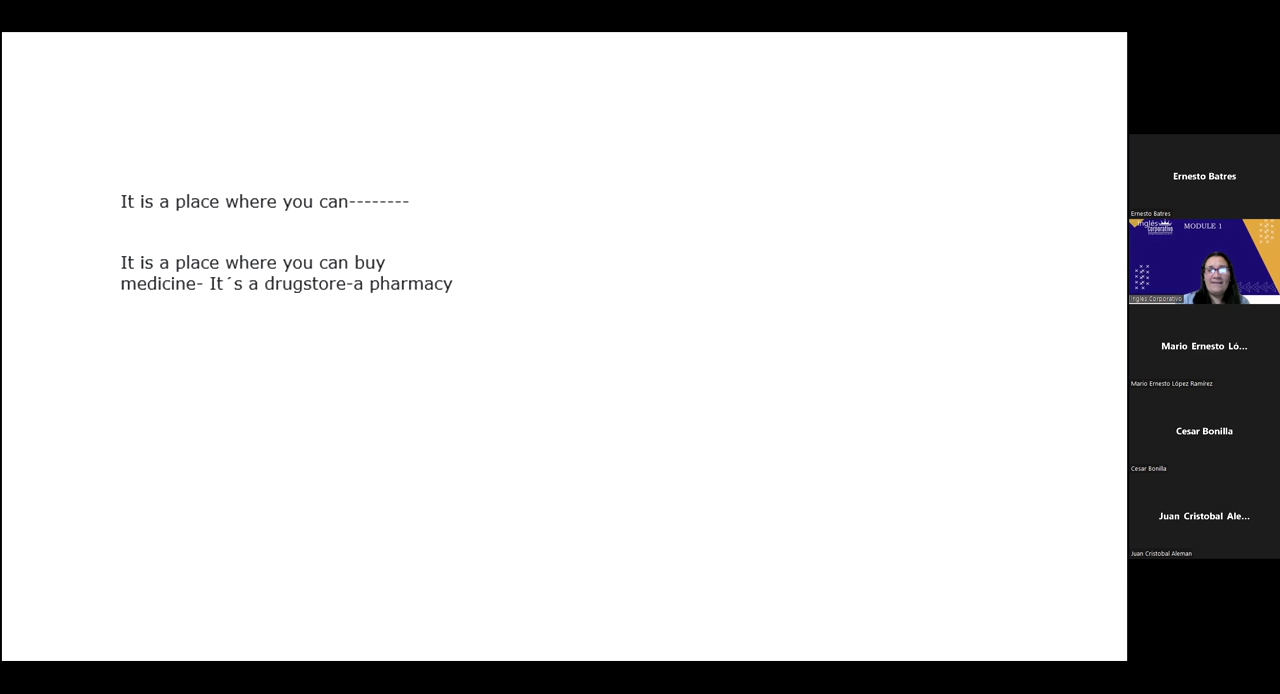 It is a place where you can--------
It is a place where you can buy
medicine- It´s a drugstore-a pharmacy
Ernesto Batres
Ernesto Batres
Inglés
Corporativo
MODULE 1
Inglés Corporativo
Mario Ernesto Ló...
Mario Ernesto López Ramírez
Cesar Bonilla
Cesar Bonilla
Juan Cristobal Ale...
Juan Cristobal Aleman